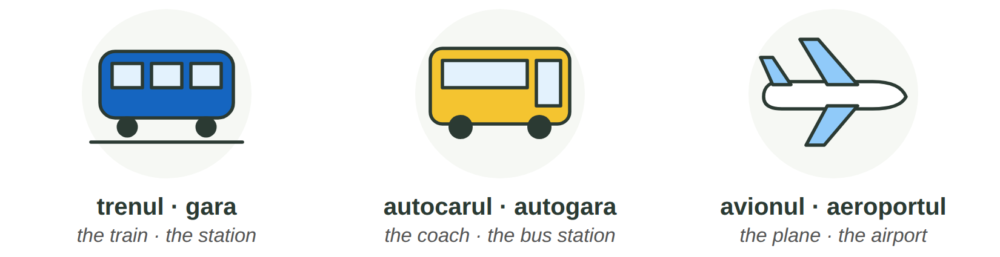 trenul · gara
the train · the station
autocarul · autogara
the coach · the bus station
avionul · aeroportul
the plane · the airport